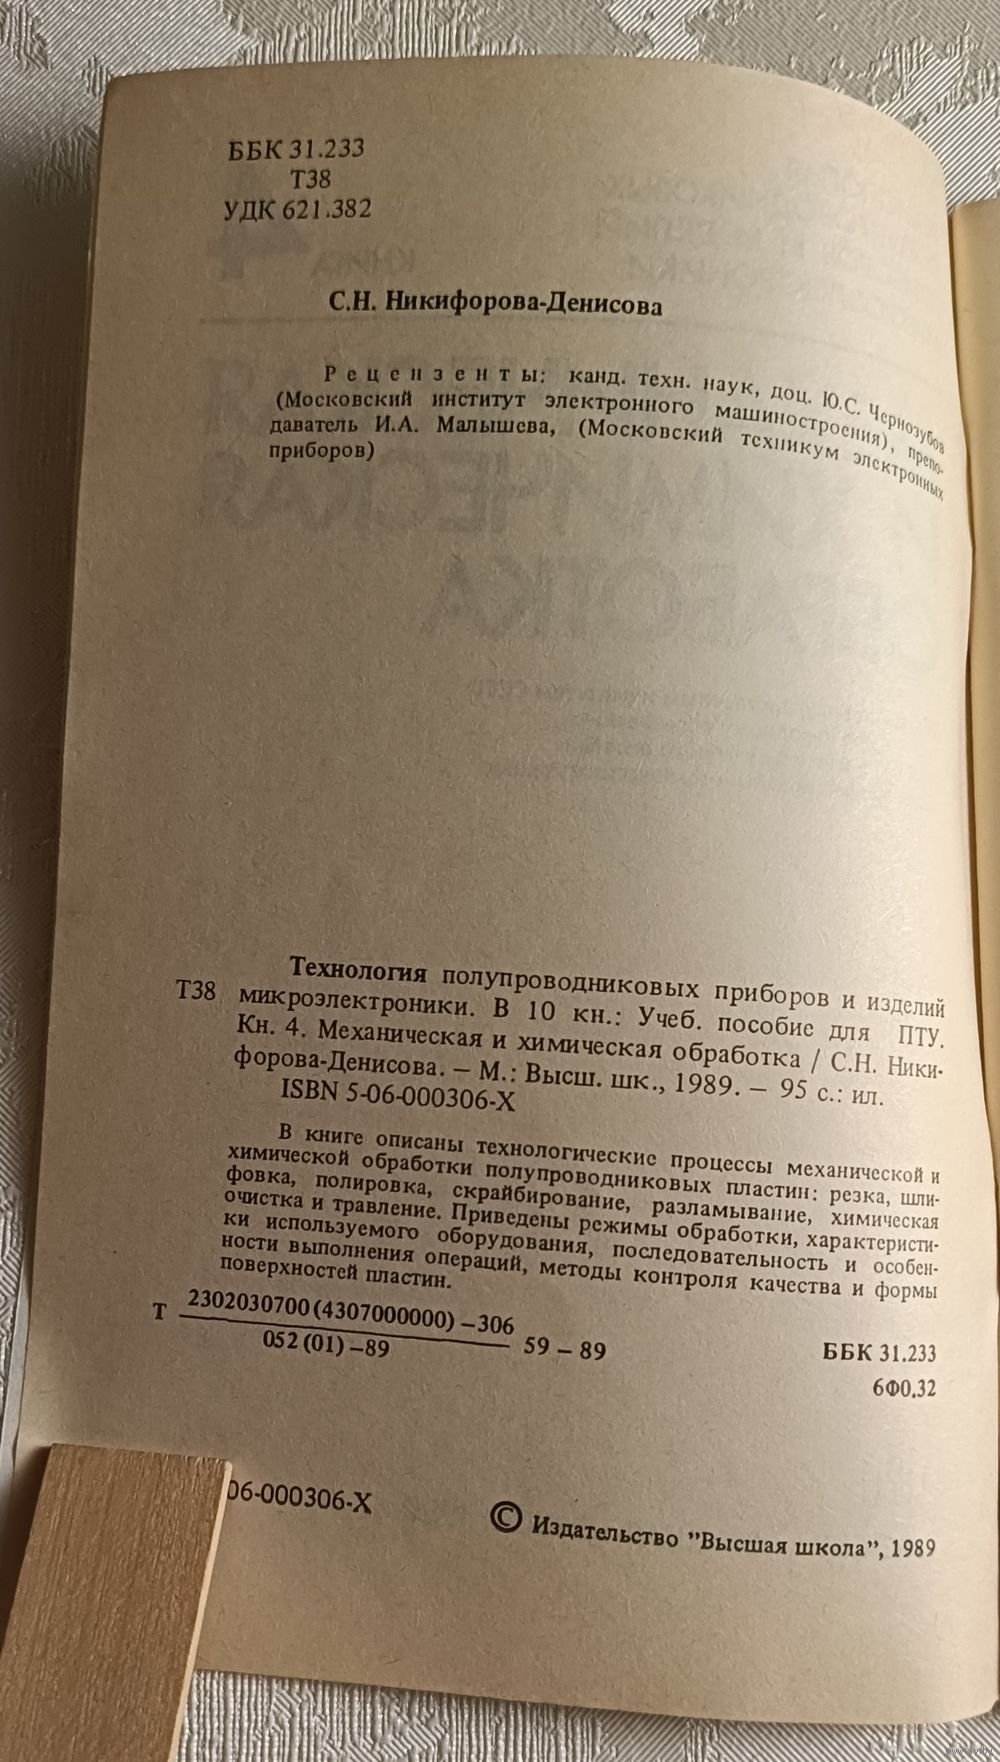 ББК 31.233
Т38
УДК 621.382
С.Н. Никифорова-Денисова
Рецензенты: канд. техн. наук, доц. Ю.С. Чернозубов
(Московский институт электронного машиностроения), препо-
даватель И.А. Малышева, (Московский техникум электронных
приборов)
Технология полупроводниковых приборов и изделий
Т38 микроэлектроники. В 10 кн.: Учеб. пособие для ПТУ.
Кн. 4. Механическая и химическая обработка / С.Н. Ники-
форова-Денисова. – М.: Высш. шк., 1989. – 95 с.: ил.
ISBN 5-06-000306-X
В книге описаны технологические процессы механической и
химической обработки полупроводниковых пластин: резка, шли-
фовка, полировка, скрайбирование, разламывание, химическая
очистка и травление. Приведены режимы обработки, характеристи-
ки используемого оборудования, последовательность и особен-
ности выполнения операций, методы контроля качества и формы
поверхностей пластин.
Т 2302030700(4307000000)–306
052(01)–89 59 – 89
ББК 31.233
6Ф0.32
06-000306-X
© Издательство "Высшая школа", 1989